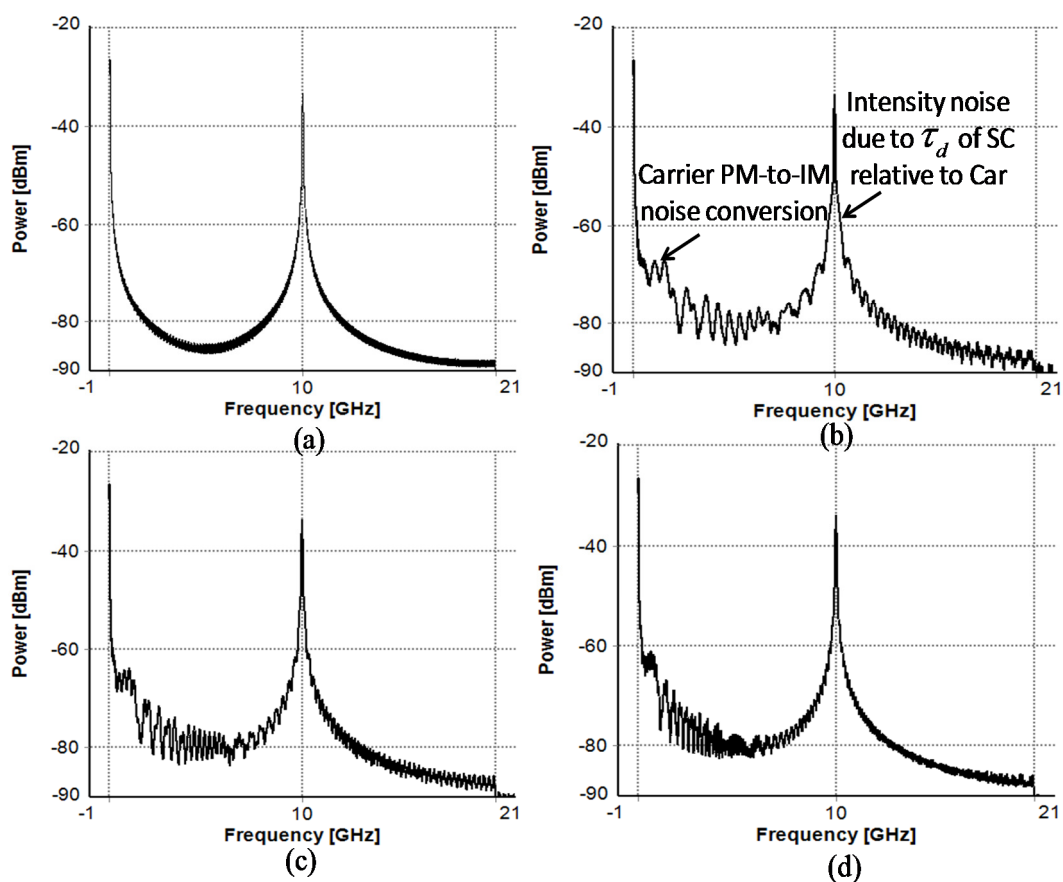 -20
-40
-60
-80
-90
Power [dBm]
-1
10
21
Frequency [GHz]
(a)
-20
-40
-60
-80
-90
Power [dBm]
Carrier PM-to-IM
noise conversion
Intensity noise
due to τd of SC
relative to Car
-1
10
21
Frequency [GHz]
(b)
-20
-40
-60
-80
-90
Power [dBm]
-1
10
21
Frequency [GHz]
(c)
-20
-40
-60
-80
-90
Power [dBm]
-1
10
21
Frequency [GHz]
(d)